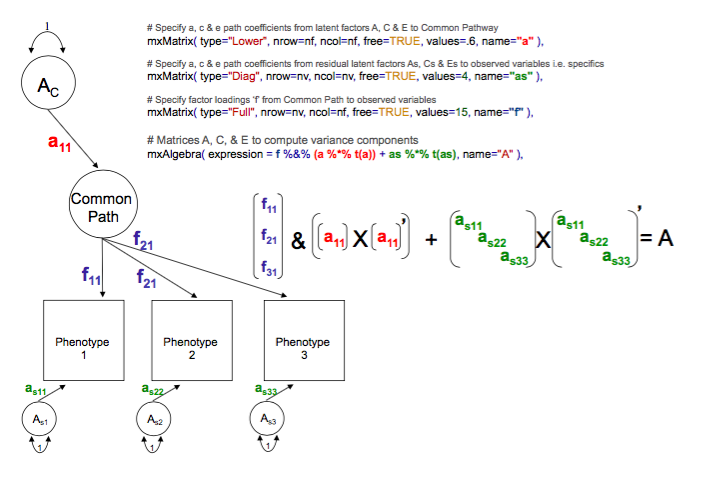 1
# Specify a, c & e path coefficients from latent factors A, C & E to Common Pathway
mxMatrix( type="Lower", nrow=nf, ncol=nf, free=TRUE, values=.6, name="a" ),
# Specify a, c & e path coefficients from residual latent factors As, Cs & Es to observed variables i.e. specifics
mxMatrix( type="Diag", nrow=nv, ncol=nv, free=TRUE, values=4, name="as" ),
# Specify factor loadings 'f' from Common Path to observed variables
mxMatrix( type="Full", nrow=nv, ncol=nf, free=TRUE, values=15, name="f" ),
# Matrices A, C, & E to compute variance components
mxAlgebra( expression = f %&% (a %*% t(a)) + as %*% t(as), name="A" ),
AC
a11
Common
Path
f11
f21
f31
& (a11) X (a11)' +
as11
as22
as33
X
as11
as22
as33
' = A
f21
f11
f21
Phenotype
1
Phenotype
2
Phenotype
3
as11
as22
as33
As1
As2
As3
1
1
1